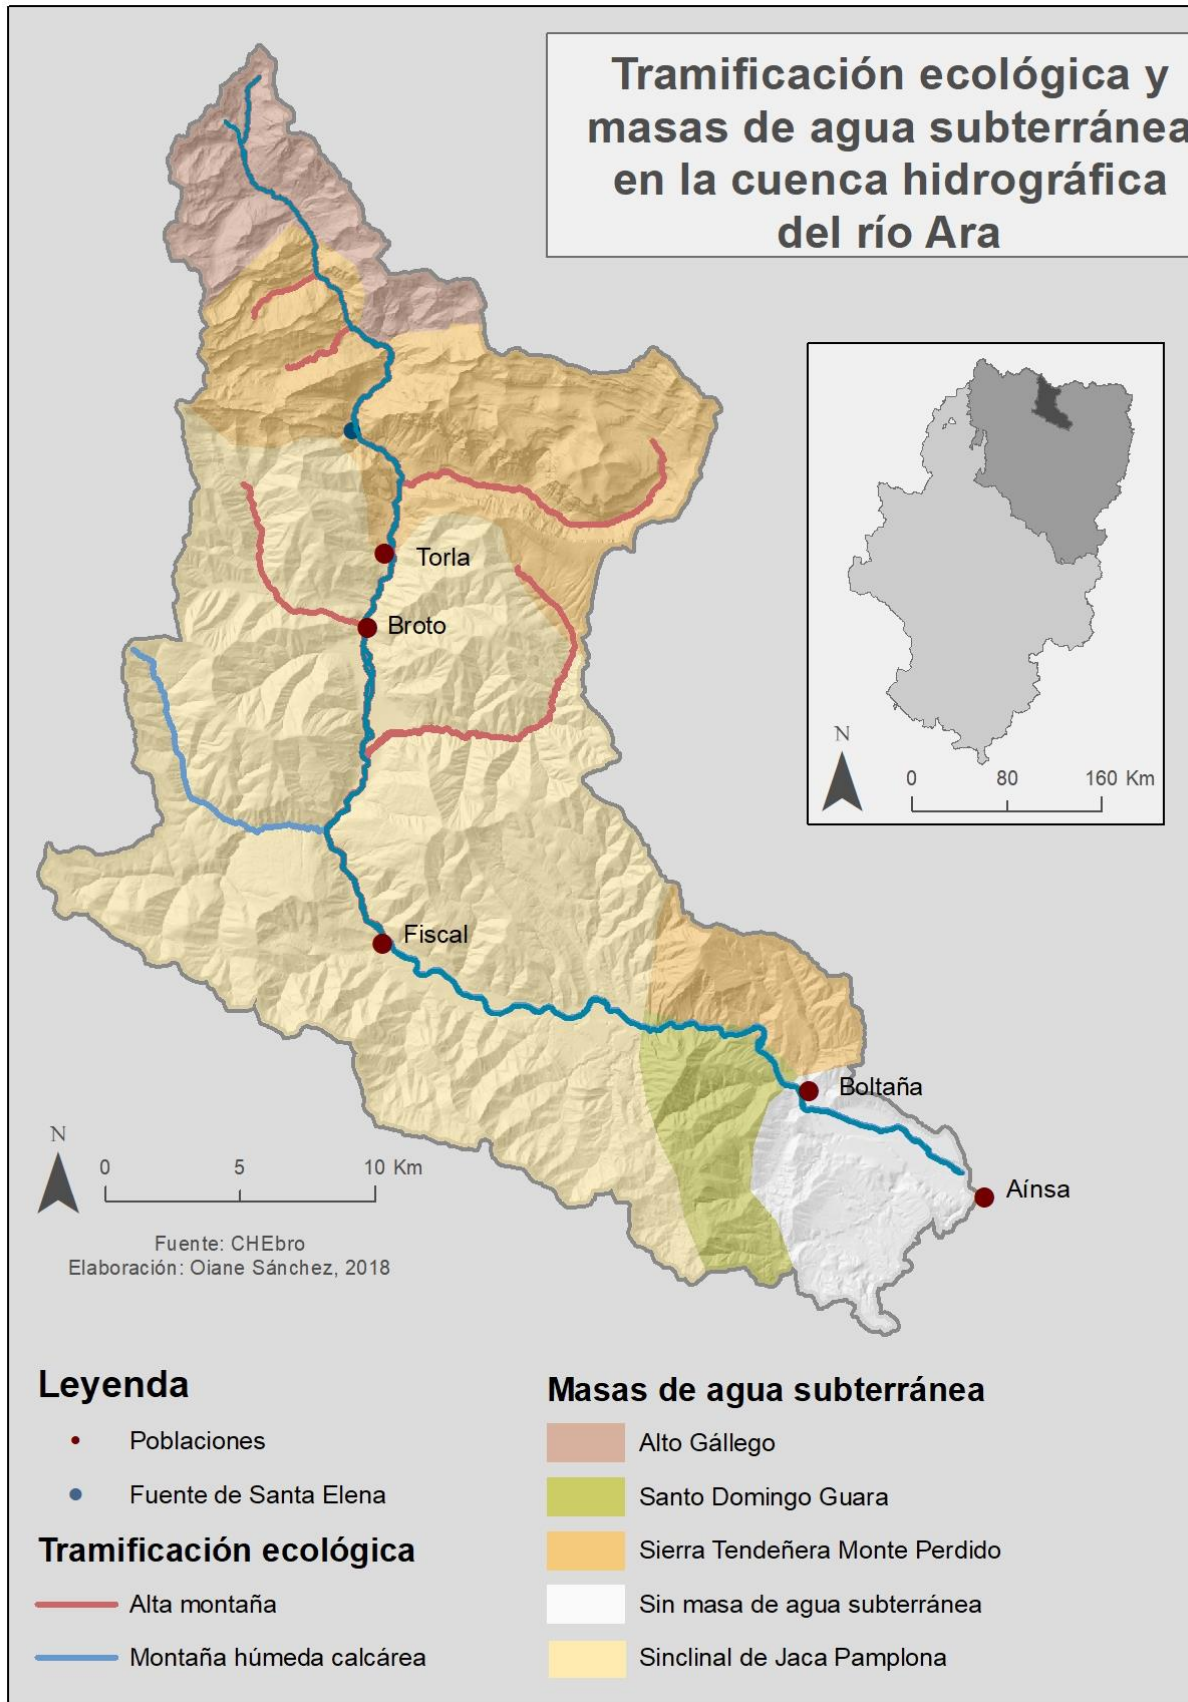 Tramificación ecológica y
masas de agua subterránea
en la cuenca hidrográfica
del río Ara
N
0 80 160 Km
Torla
Broto
Fiscal
Boltaña
Aínsa
N
0 5 10 Km
Fuente: CHEbro
Elaboración: Oiane Sánchez, 2018
Leyenda
Poblaciones
Fuente de Santa Elena
Tramificación ecológica
Alta montaña
Montaña húmeda calcárea
Masas de agua subterránea
Alto Gállego
Santo Domingo Guara
Sierra Tendeñera Monte Perdido
Sin masa de agua subterránea
Sinclinal de Jaca Pamplona